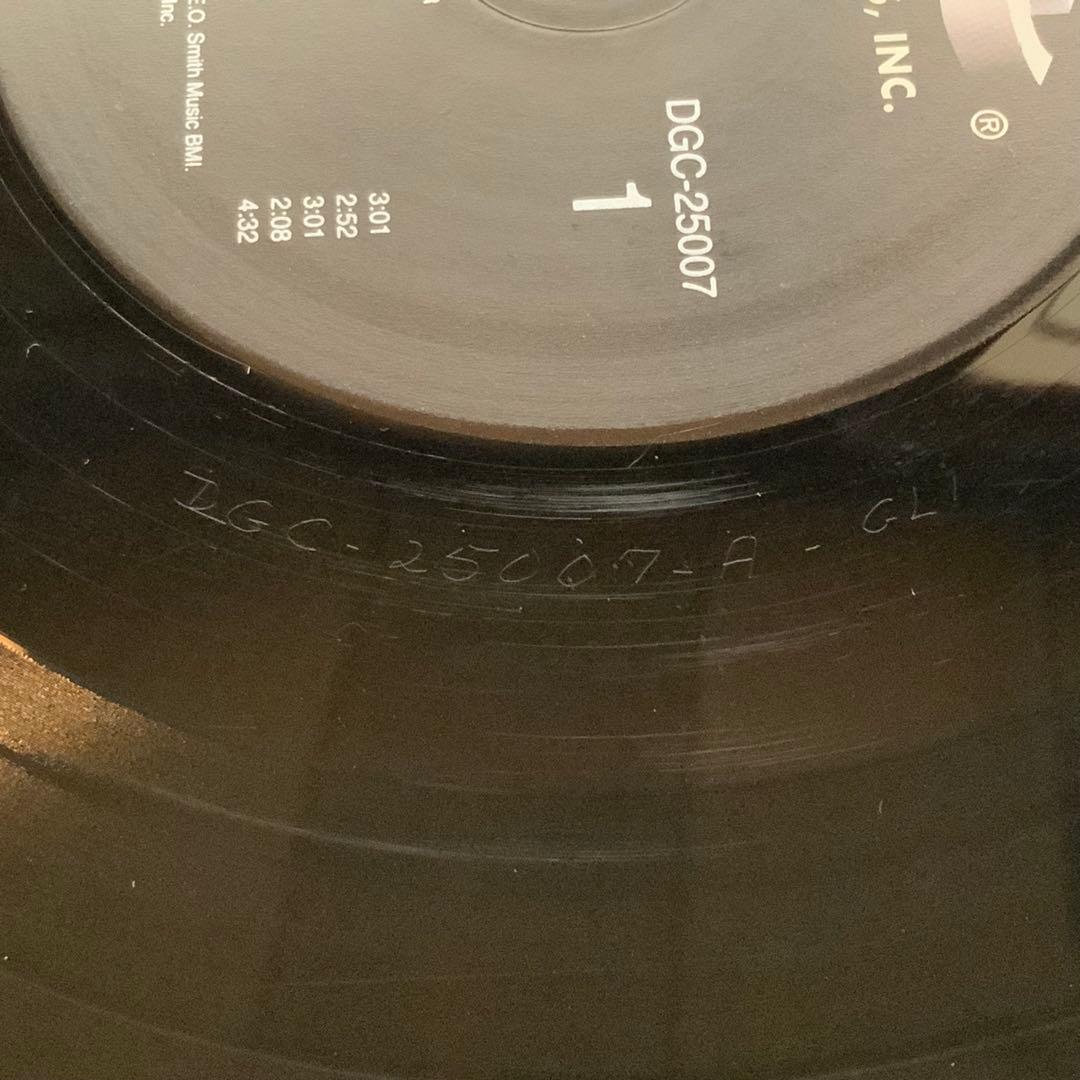 , INC.
®
DGC-25007
1
3:01
2:52
3:01
2:08
4:32
E.O. Smith Music BMI.
Inc.
DGC-25007-A - GL1